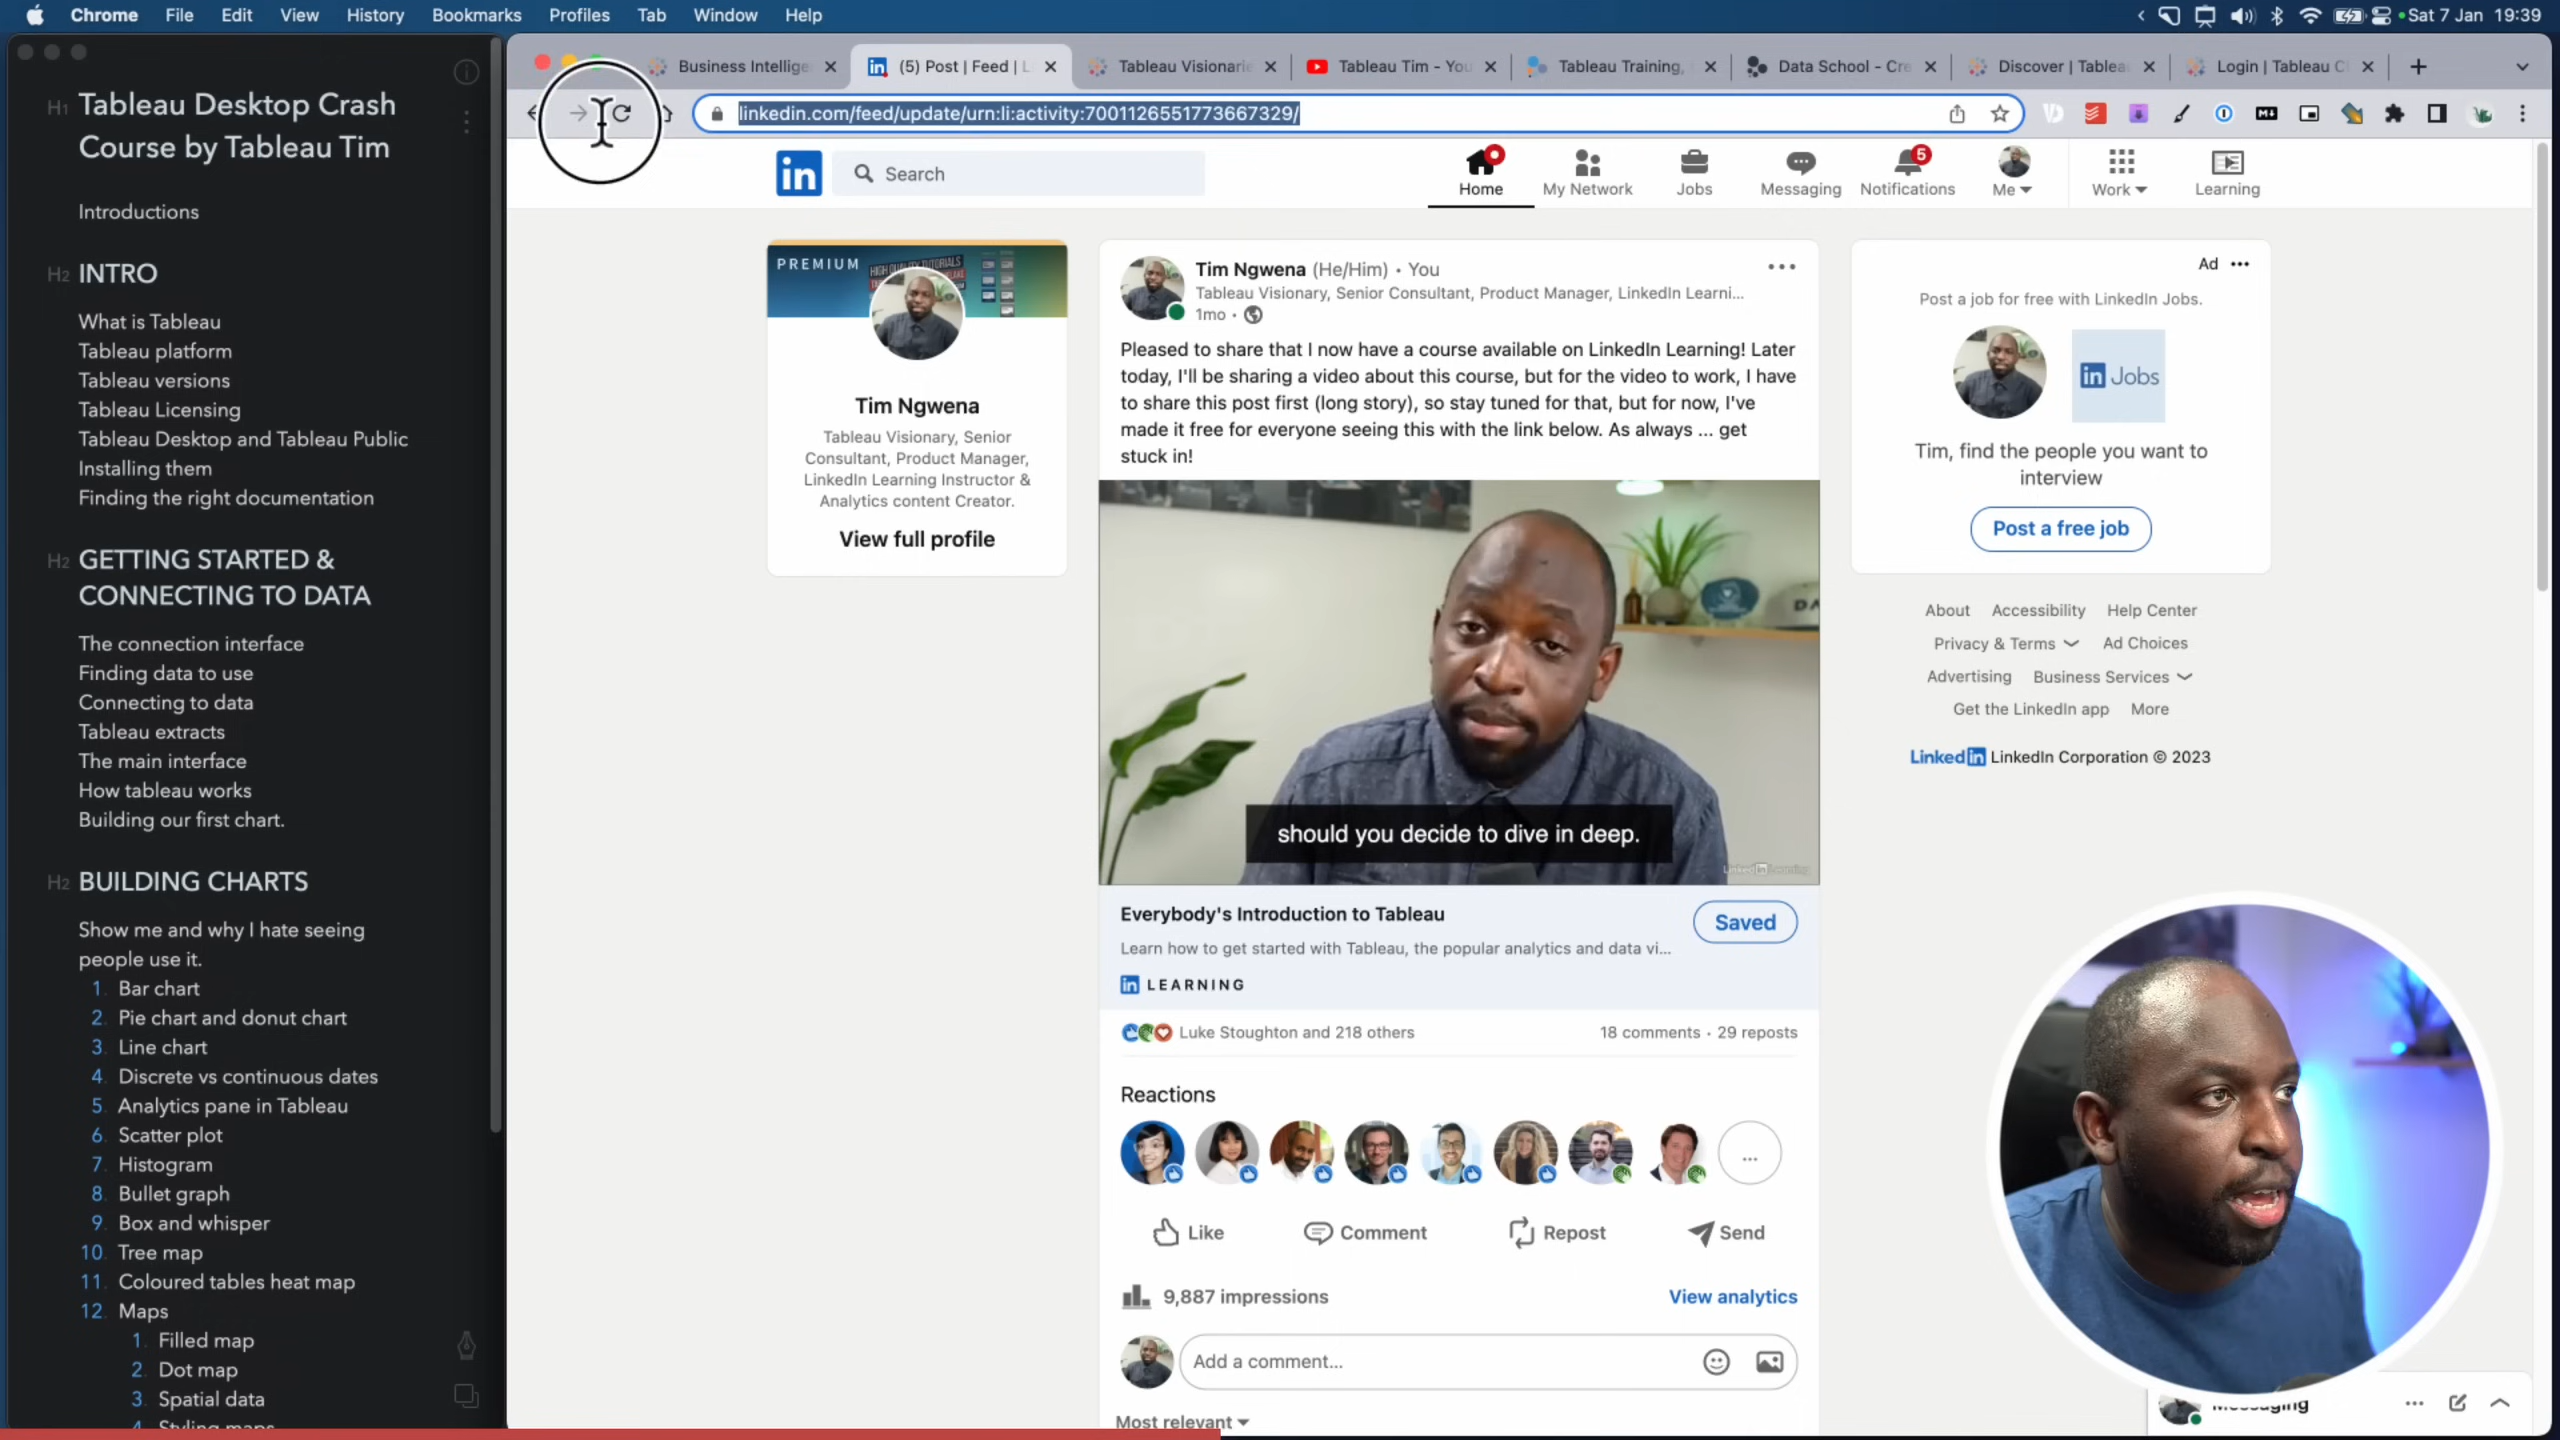 Chrome File Edit View History Bookmarks Profiles Tab Window Help
Sat 7 Jan 19:39
H1 Tableau Desktop Crash
Course by Tableau Tim
Introductions
H2 INTRO
What is Tableau
Tableau platform
Tableau versions
Tableau Licensing
Tableau Desktop and Tableau Public
Installing them
Finding the right documentation
H2 GETTING STARTED &
CONNECTING TO DATA
The connection interface
Finding data to use
Connecting to data
Tableau extracts
The main interface
How tableau works
Building our first chart.
H2 BUILDING CHARTS
Show me and why I hate seeing
people use it.
1. Bar chart
2. Pie chart and donut chart
3. Line chart
4. Discrete vs continuous dates
5. Analytics pane in Tableau
6. Scatter plot
7. Histogram
8. Bullet graph
9. Box and whisper
10. Tree map
11. Coloured tables heat map
12. Maps
1. Filled map
2. Dot map
3. Spatial data
4. Styling maps
Business Intellige
(5) Post | Feed | L
Tableau Visionarie
Tableau Tim - You
Tableau Training,
Data School - Cre
Discover | Tablea
Login | Tableau C
linkedin.com/feed/update/urn:li:activity:7001126551773667329/
in Search
Home My Network Jobs Messaging 5 Notifications Me Work Learning
PREMIUM
HIGH QUALITY TUTORIALS
Tim Ngwena
Tableau Visionary, Senior
Consultant, Product Manager,
LinkedIn Learning Instructor &
Analytics content Creator.
View full profile
Tim Ngwena (He/Him) • You
Tableau Visionary, Senior Consultant, Product Manager, LinkedIn Learni...
1mo •
Pleased to share that I now have a course available on LinkedIn Learning! Later
today, I'll be sharing a video about this course, but for the video to work, I have
to share this post first (long story), so stay tuned for that, but for now, I've
made it free for everyone seeing this with the link below. As always ... get
stuck in!
should you decide to dive in deep.
LinkedIn Learning
Everybody's Introduction to Tableau
Saved
Learn how to get started with Tableau, the popular analytics and data vi...
in LEARNING
Luke Stoughton and 218 others
18 comments • 29 reposts
Reactions
Like Comment Repost Send
9,887 impressions
View analytics
Add a comment...
Most relevant
Ad
Post a job for free with LinkedIn Jobs.
in Jobs
Tim, find the people you want to
interview
Post a free job
About Accessibility Help Center
Privacy & Terms Ad Choices
Advertising Business Services
Get the LinkedIn app More
LinkedIn LinkedIn Corporation © 2023
Messaging